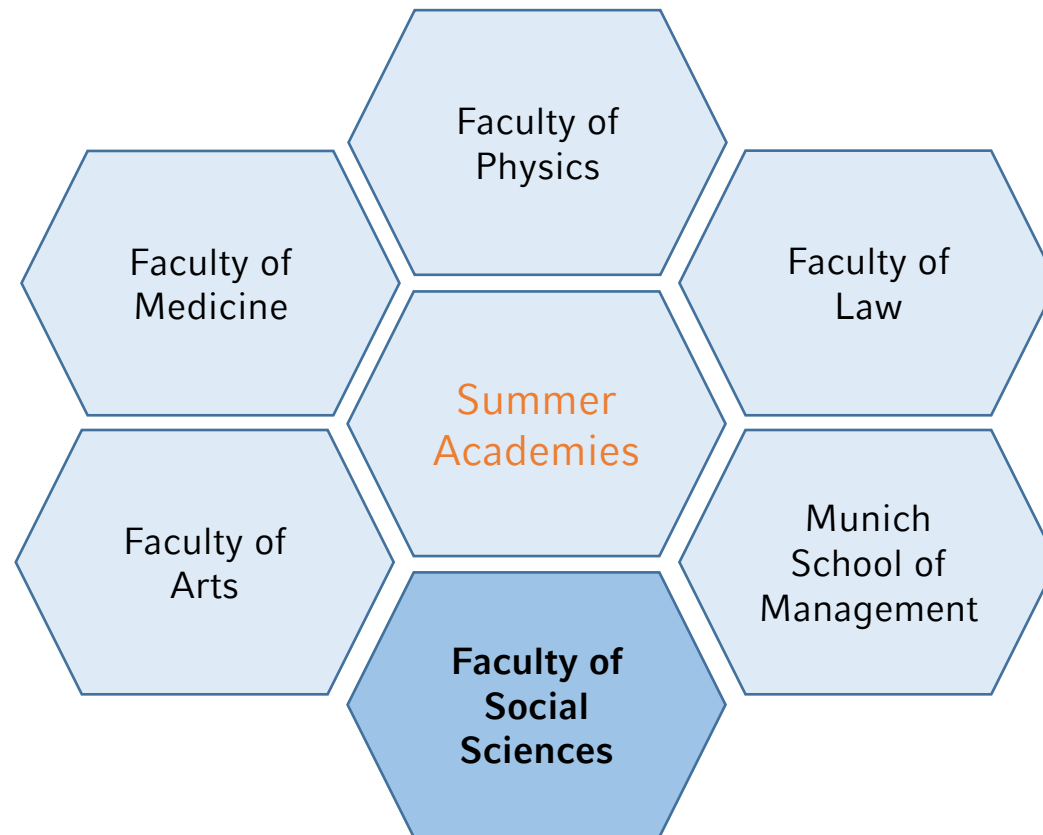 Faculty of
Physics
Faculty of
Medicine
Faculty of
Law
Summer
Academies
Faculty of
Arts
Munich
School of
Management
Faculty of
Social
Sciences